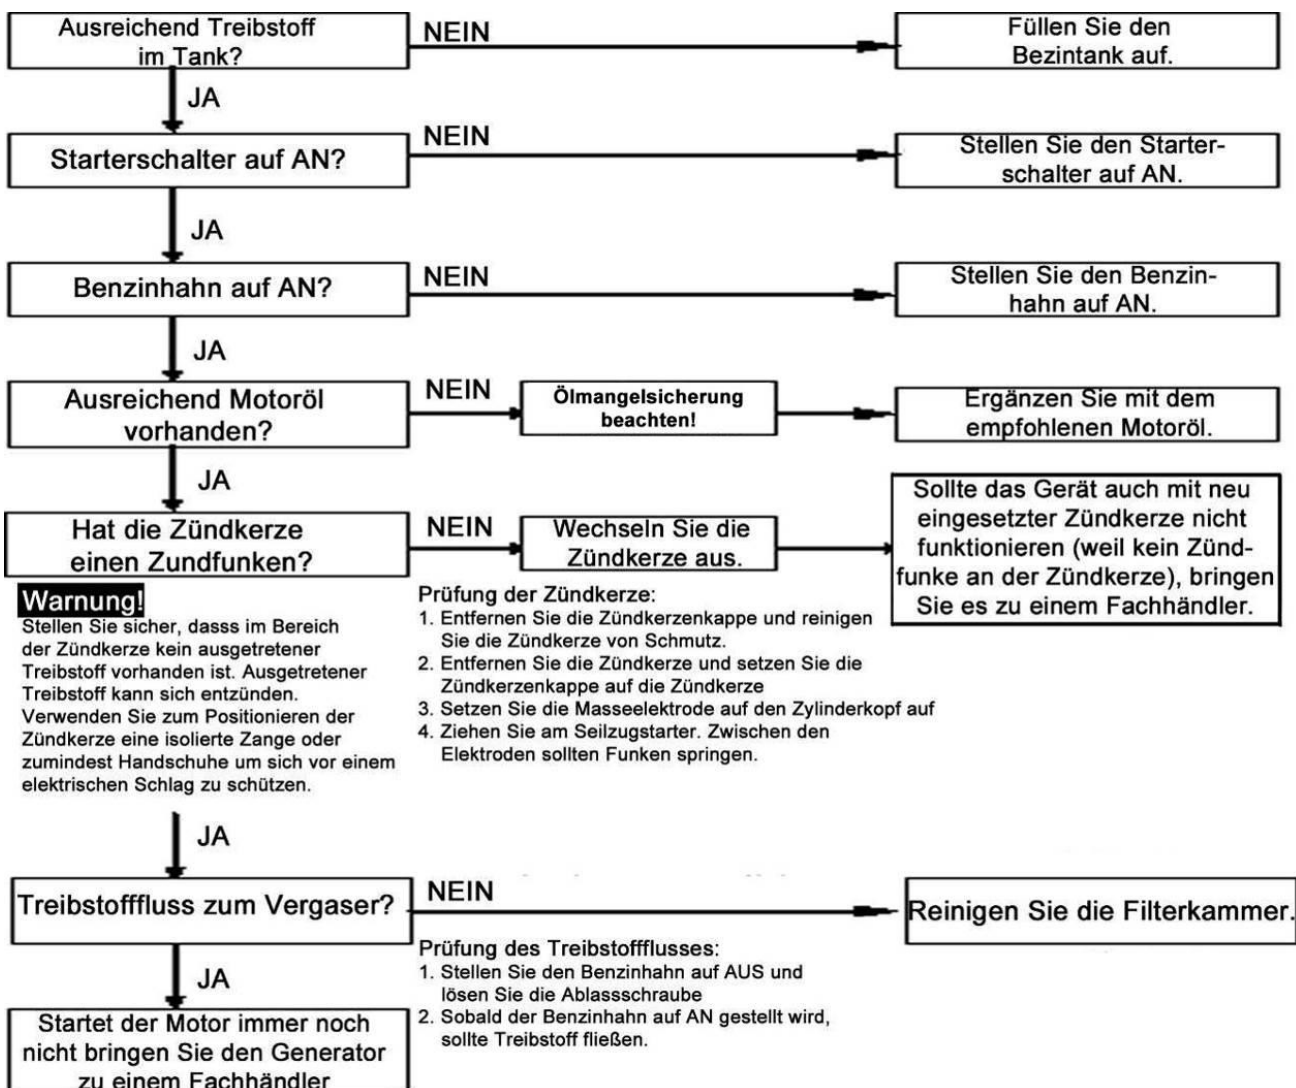 Ausreichend Treibstoff
im Tank?
NEIN
Füllen Sie den
Bezintank auf.
JA
Starterschalter auf AN?
NEIN
Stellen Sie den Starter-
schalter auf AN.
JA
Benzinhahn auf AN?
NEIN
Stellen Sie den Benzin-
hahn auf AN.
JA
Ausreichend Motoröl
vorhanden?
NEIN
Ölmangelsicherung
beachten!
Ergänzen Sie mit dem
empfohlenen Motoröl.
JA
Hat die Zündkerze
einen Zundfunken?
NEIN
Wechseln Sie die
Zündkerze aus.
Sollte das Gerät auch mit neu
eingesetzter Zündkerze nicht
funktionieren (weil kein Zünd-
funke an der Zündkerze), bringen
Sie es zu einem Fachhändler.
Warnung!
Stellen Sie sicher, dasss im Bereich
der Zündkerze kein ausgetretener
Treibstoff vorhanden ist. Ausgetretener
Treibstoff kann sich entzünden.
Verwenden Sie zum Positionieren der
Zündkerze eine isolierte Zange oder
zumindest Handschuhe um sich vor einem
elektrischen Schlag zu schützen.
Prüfung der Zündkerze:
1. Entfernen Sie die Zündkerzenkappe und reinigen
Sie die Zündkerze von Schmutz.
2. Entfernen Sie die Zündkerze und setzen Sie die
Zündkerzenkappe auf die Zündkerze
3. Setzen Sie die Masseelektrode auf den Zylinderkopf auf
4. Ziehen Sie am Seilzugstarter. Zwischen den
Elektroden sollten Funken springen.
JA
Treibstofffluss zum Vergaser?
NEIN
Reinigen Sie die Filterkammer.
Prüfung des Treibstoffflusses:
1. Stellen Sie den Benzinhahn auf AUS und
lösen Sie die Ablassschraube
2. Sobald der Benzinhahn auf AN gestellt wird,
sollte Treibstoff fließen.
JA
Startet der Motor immer noch
nicht bringen Sie den Generator
zu einem Fachhändler